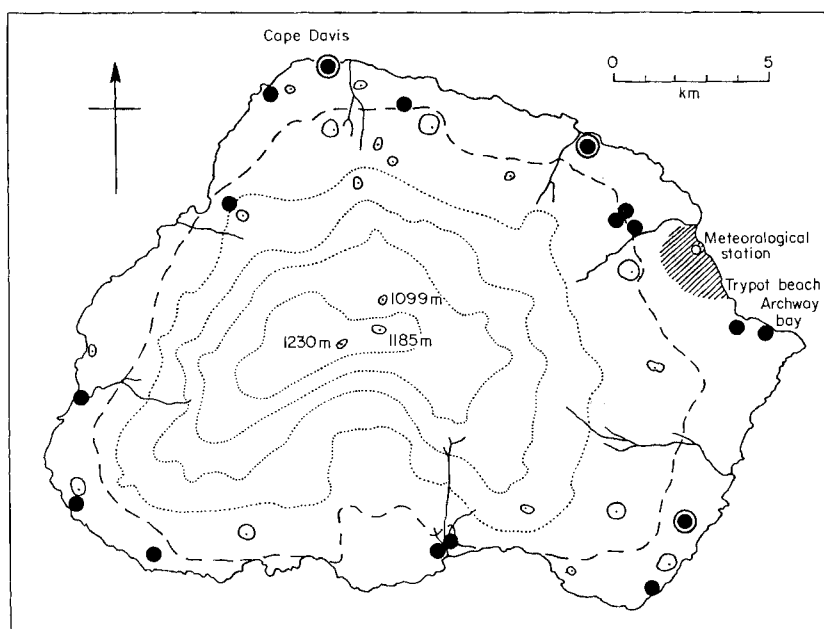 Cape Davis
0 5
km
Meteorological
station
Trypot beach
Archway
bay
1099m
1230m
1185m